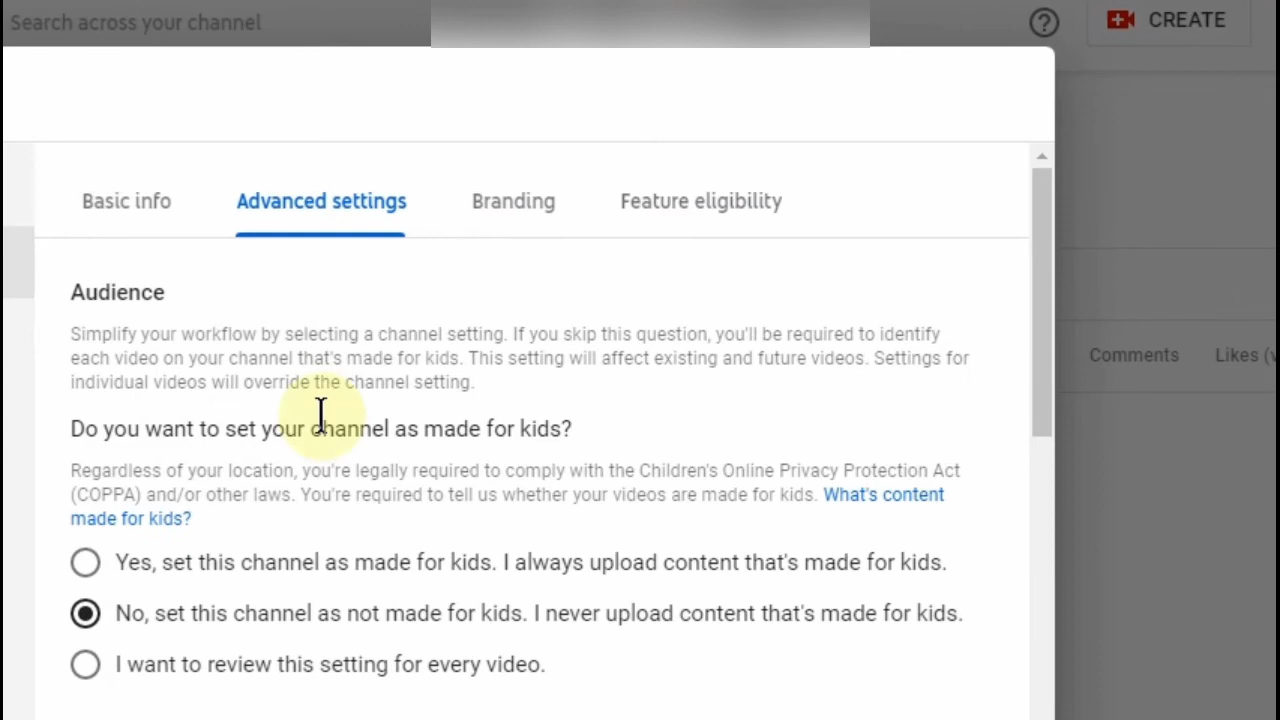 Search across your channel
CREATE
Basic info
Advanced settings
Branding
Feature eligibility
Audience
Simplify your workflow by selecting a channel setting. If you skip this question, you'll be required to identify
each video on your channel that's made for kids. This setting will affect existing and future videos. Settings for
individual videos will override the channel setting.
Do you want to set your channel as made for kids?
Regardless of your location, you're legally required to comply with the Children's Online Privacy Protection Act
(COPPA) and/or other laws. You're required to tell us whether your videos are made for kids. What's content
made for kids?
Yes, set this channel as made for kids. I always upload content that's made for kids.
No, set this channel as not made for kids. I never upload content that's made for kids.
I want to review this setting for every video.
Comments
Likes (